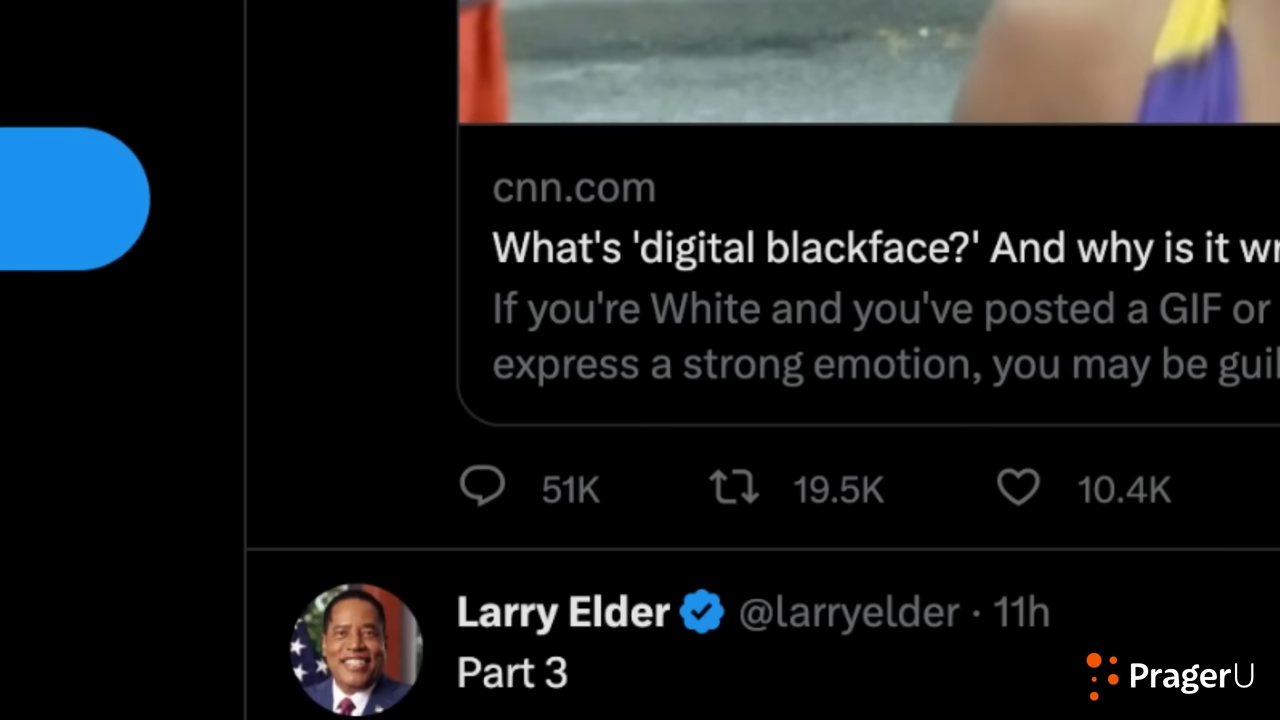 cnn.com
What's 'digital blackface?' And why is it
If you're White and you've posted a GIF or
express a strong emotion, you may be
51K 19.5K 10.4K
Larry Elder @larryelder · 11h
Part 3
PragerU